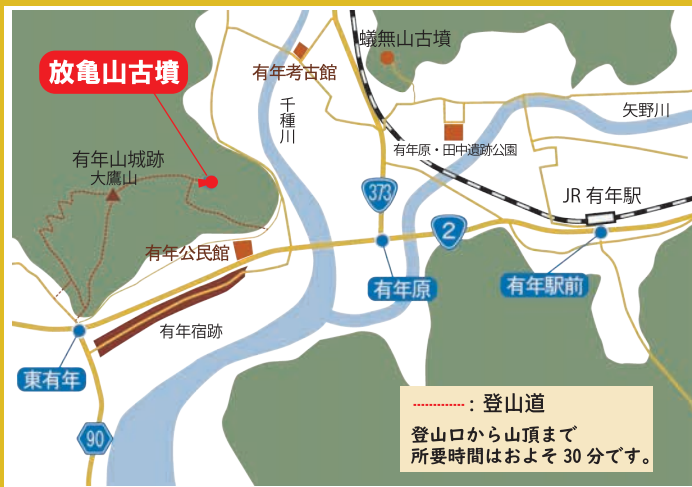 蟻無山古墳
放亀山古墳
有年考古館
千種川
矢野川
有年原・田中遺跡公園
有年山城跡
大鷹山
373
JR 有年駅
2
有年公民館
有年原
有年駅前
有年宿跡
東有年
90
：登山道
登山口から山頂まで
所要時間はおよそ 30 分です。